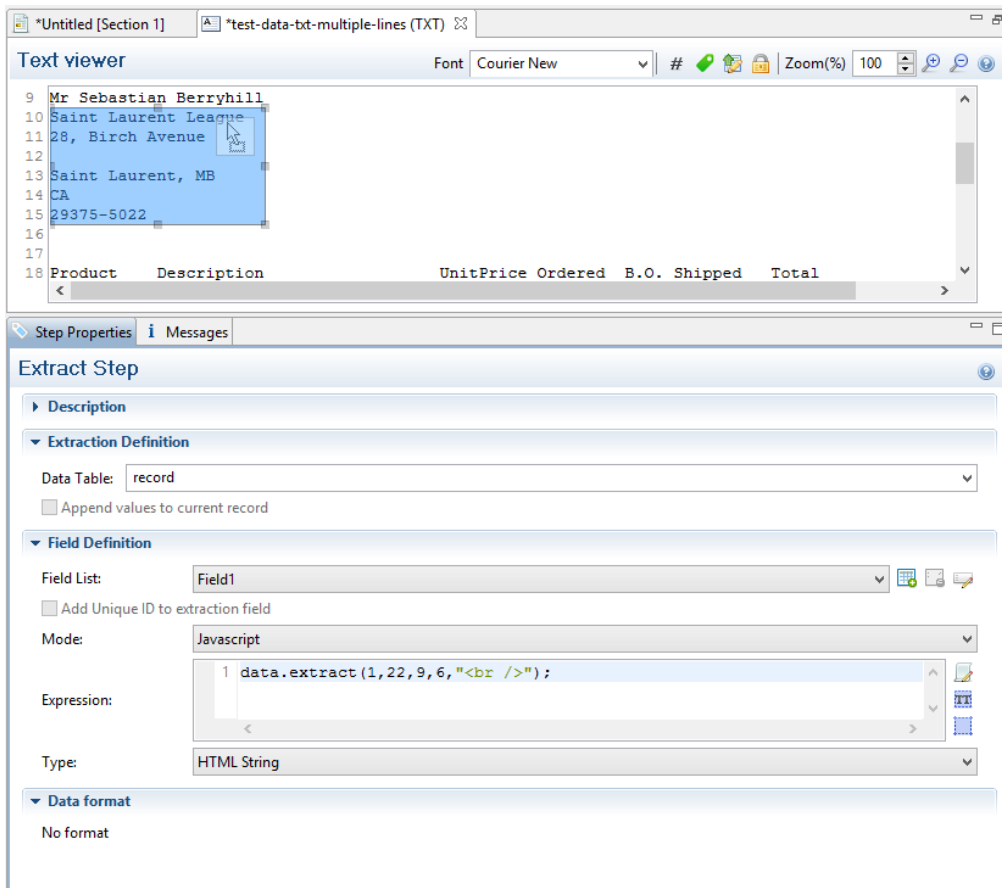 *Untitled [Section 1] *test-data-txt-multiple-lines (TXT)
Text viewer Font Courier New # Zoom(%) 100
9 Mr Sebastian Berryhill
10 Saint Laurent League
11 28, Birch Avenue
12
13 Saint Laurent, MB
14 CA
15 29375-5022
16
17
18 Product Description UnitPrice Ordered B.O. Shipped Total
Step Properties i Messages
Extract Step
Description
Extraction Definition
Data Table: record
Append values to current record
Field Definition
Field List: Field1
Add Unique ID to extraction field
Mode: Javascript
1 data.extract(1,22,9,6,"<br />");
Expression:
TT
Type: HTML String
Data format
No format